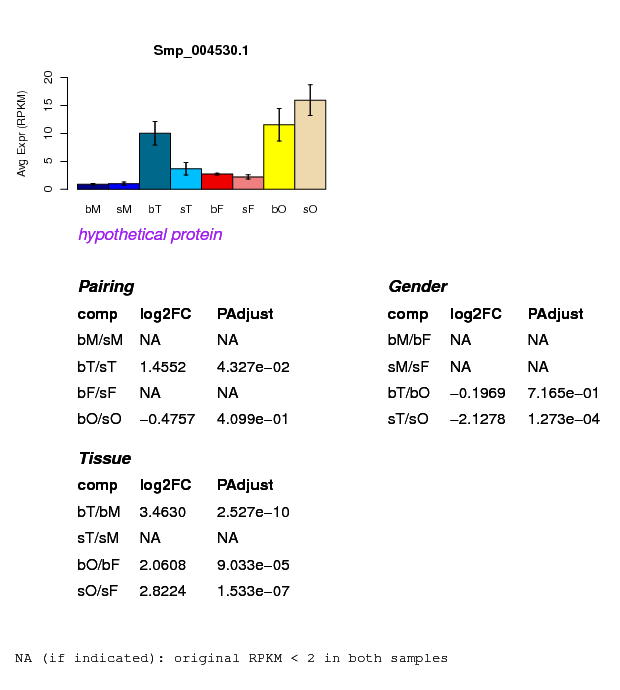 Smp_004530.1
Avg Expr (RPKM)
20
15
10
5
0
bM sM bT sT bF sF bO sO
hypothetical protein
Pairing
comp log2FC PAdjust
bM/sM NA NA
bT/sT 1.4552 4.327e−02
bF/sF NA NA
bO/sO −0.4757 4.099e−01
Gender
comp log2FC PAdjust
bM/bF NA NA
sM/sF NA NA
bT/bO −0.1969 7.165e−01
sT/sO −2.1278 1.273e−04
Tissue
comp log2FC PAdjust
bT/bM 3.4630 2.527e−10
sT/sM NA NA
bO/bF 2.0608 9.033e−05
sO/sF 2.8224 1.533e−07
NA (if indicated): original RPKM < 2 in both samples